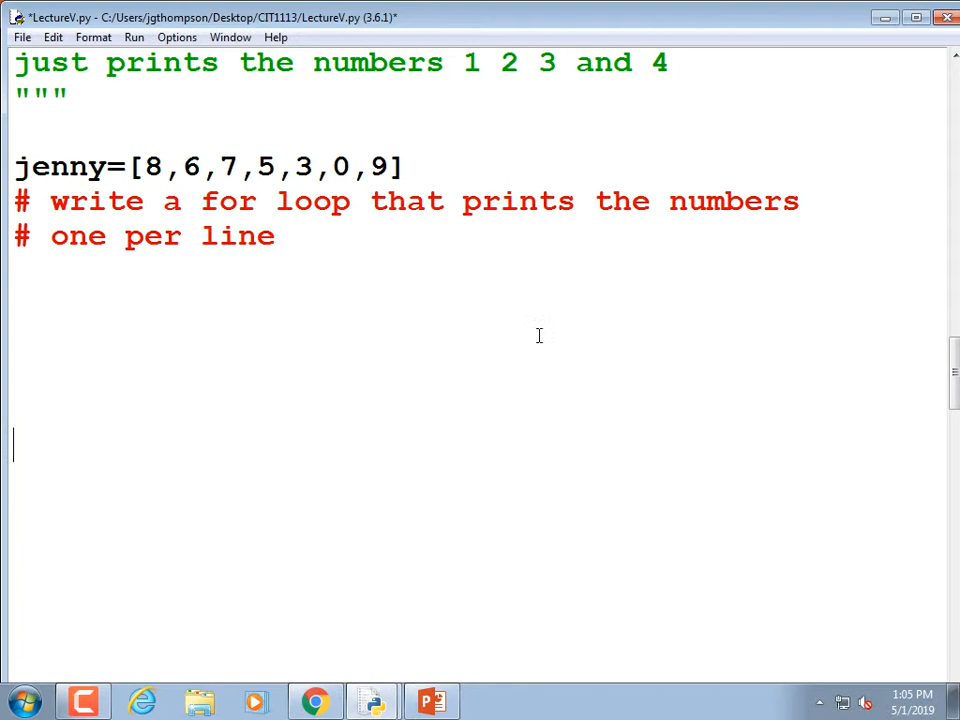 *LectureV.py - C:/Users/jgthompson/Desktop/CIT1113/LectureV.py (3.6.1)*
File Edit Format Run Options Window Help
just prints the numbers 1 2 3 and 4
"""
jenny=[8,6,7,5,3,0,9]
# write a for loop that prints the numbers
# one per line
1:05 PM
5/1/2019